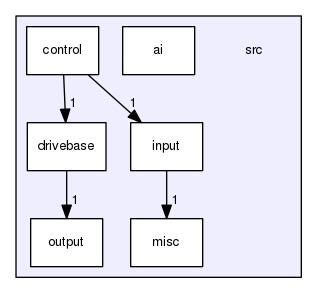 control
ai
src
1
1
drivebase
input
1
1
output
misc